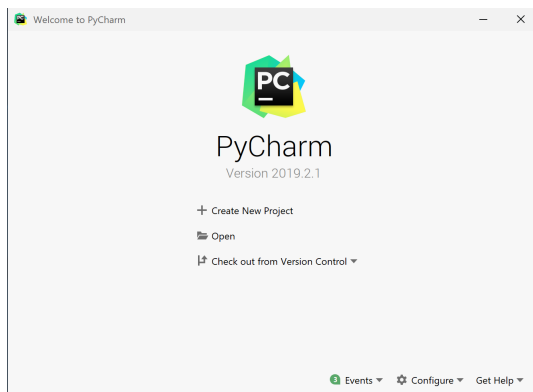 Welcome to PyCharm
PC
PyCharm
Version 2019.2.1
Create New Project
Open
Check out from Version Control
3 Events Configure Get Help